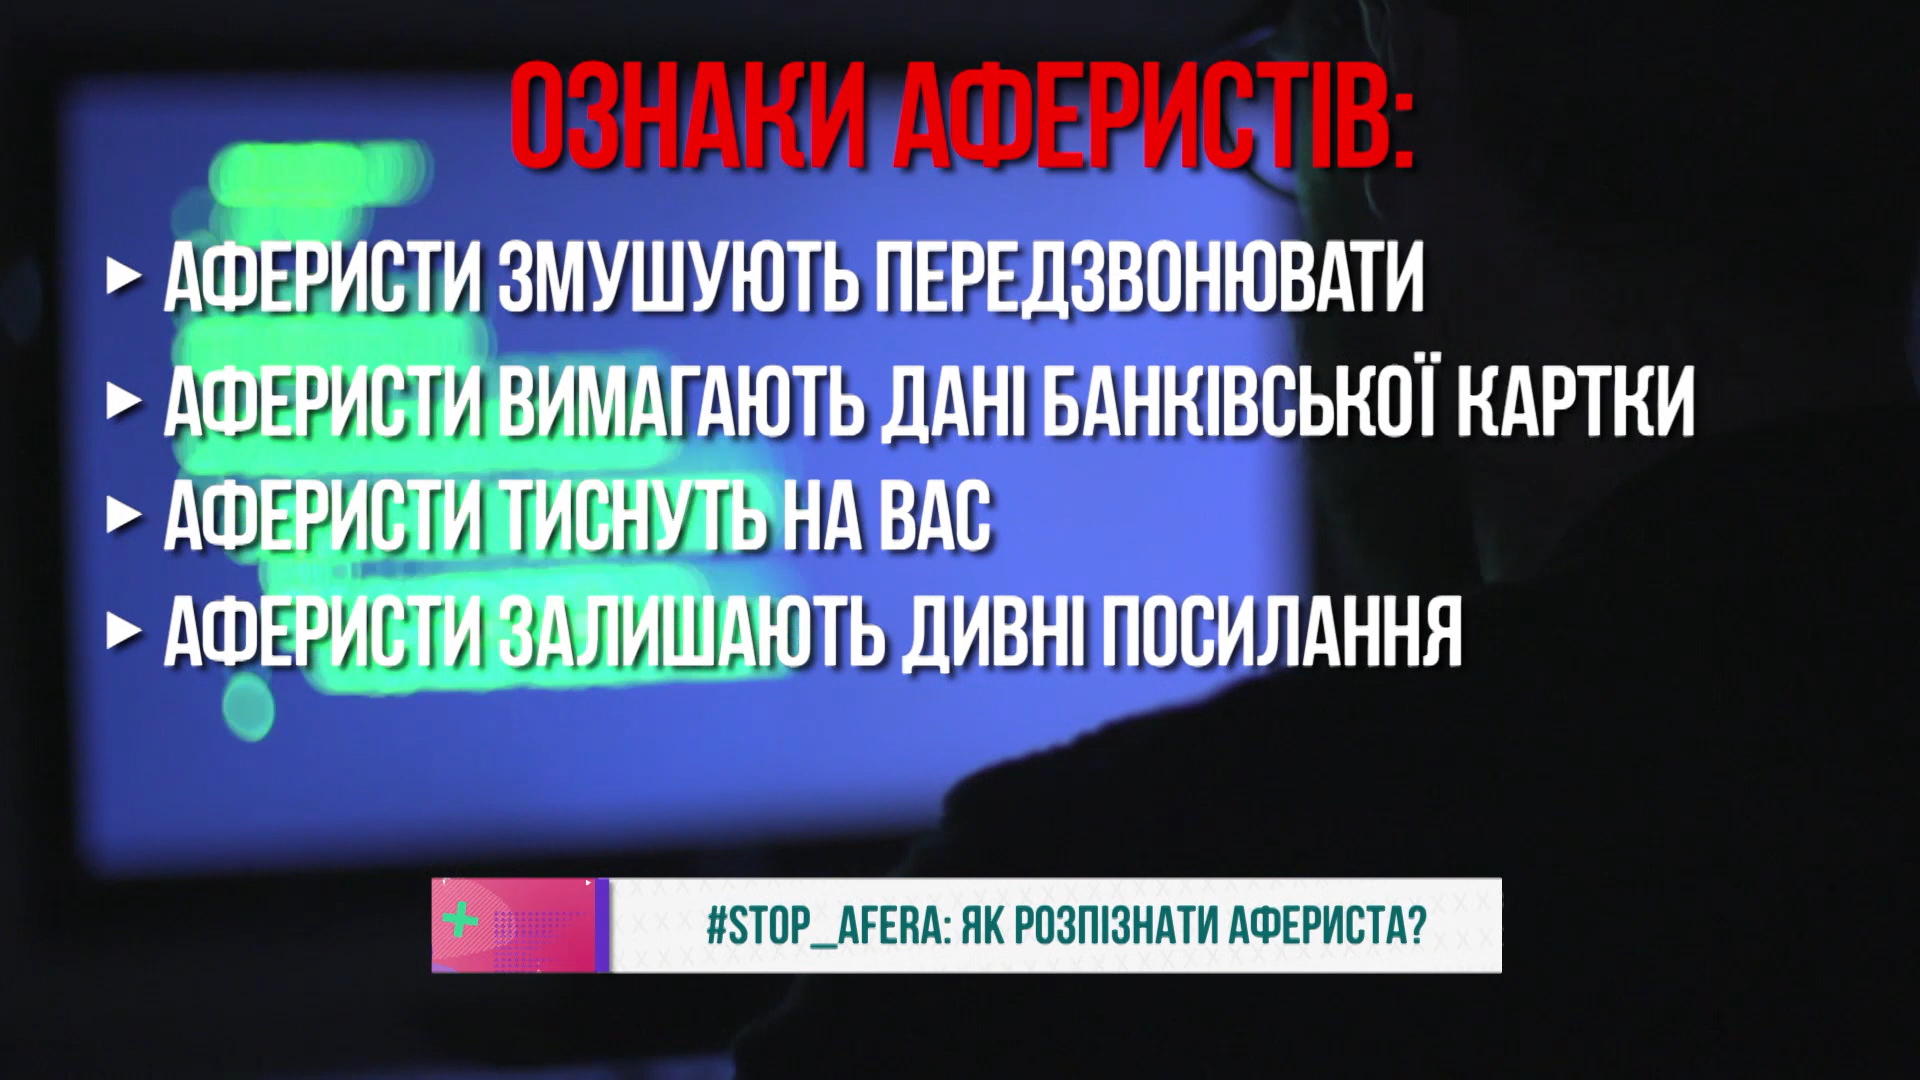 ОЗНАКИ АФЕРИСТІВ:
АФЕРИСТИ ЗМУШУЮТЬ ПЕРЕДЗВОНЮВАТИ
АФЕРИСТИ ВИМАГАЮТЬ ДАНІ БАНКІВСЬКОЇ КАРТКИ
АФЕРИСТИ ТИСНУТЬ НА ВАС
АФЕРИСТИ ЗАЛИШАЮТЬ ДИВНІ ПОСИЛАННЯ
#STOP_AFERA: ЯК РОЗПІЗНАТИ АФЕРИСТА?